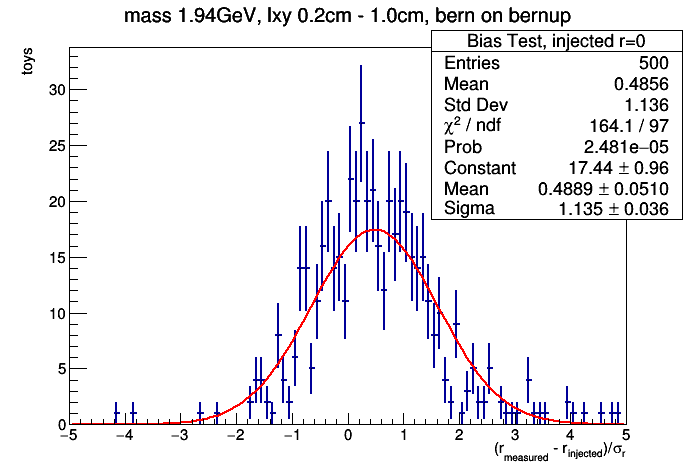 mass 1.94GeV, lxy 0.2cm - 1.0cm, bern on bernup
toys
Bias Test, injected r=0
Entries 500
Mean 0.4856
Std Dev 1.136
χ² / ndf 164.1 / 97
Prob 2.481e−05
Constant 17.44 ± 0.96
Mean 0.4889 ± 0.0510
Sigma 1.135 ± 0.036
30
25
20
15
10
5
0
−5 −4 −3 −2 −1 0 1 2 3 4 5
(r_measured - r_injected)/σ_r